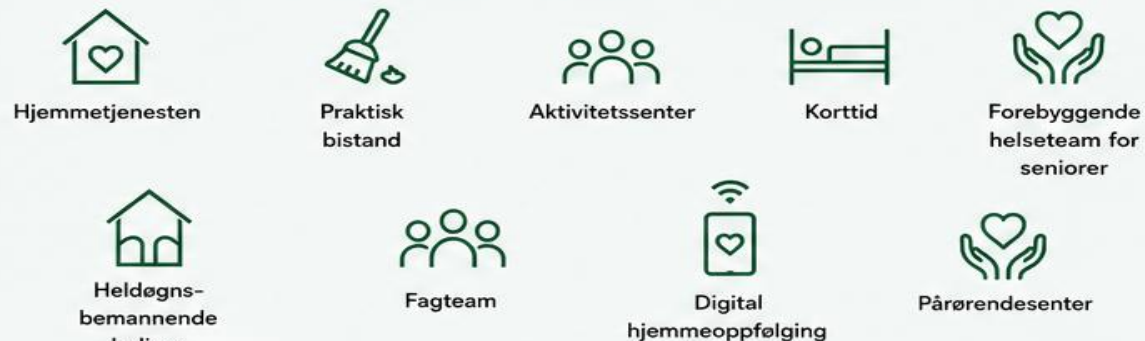 Hjemmetjenesten
Praktisk
bistand
Aktivitetssenter
Korttid
Forebyggende
helseteam for
seniorer
Heldøgns-
bemannende
Fagteam
Digital
hjemmeoppfølging
Pårørendesenter